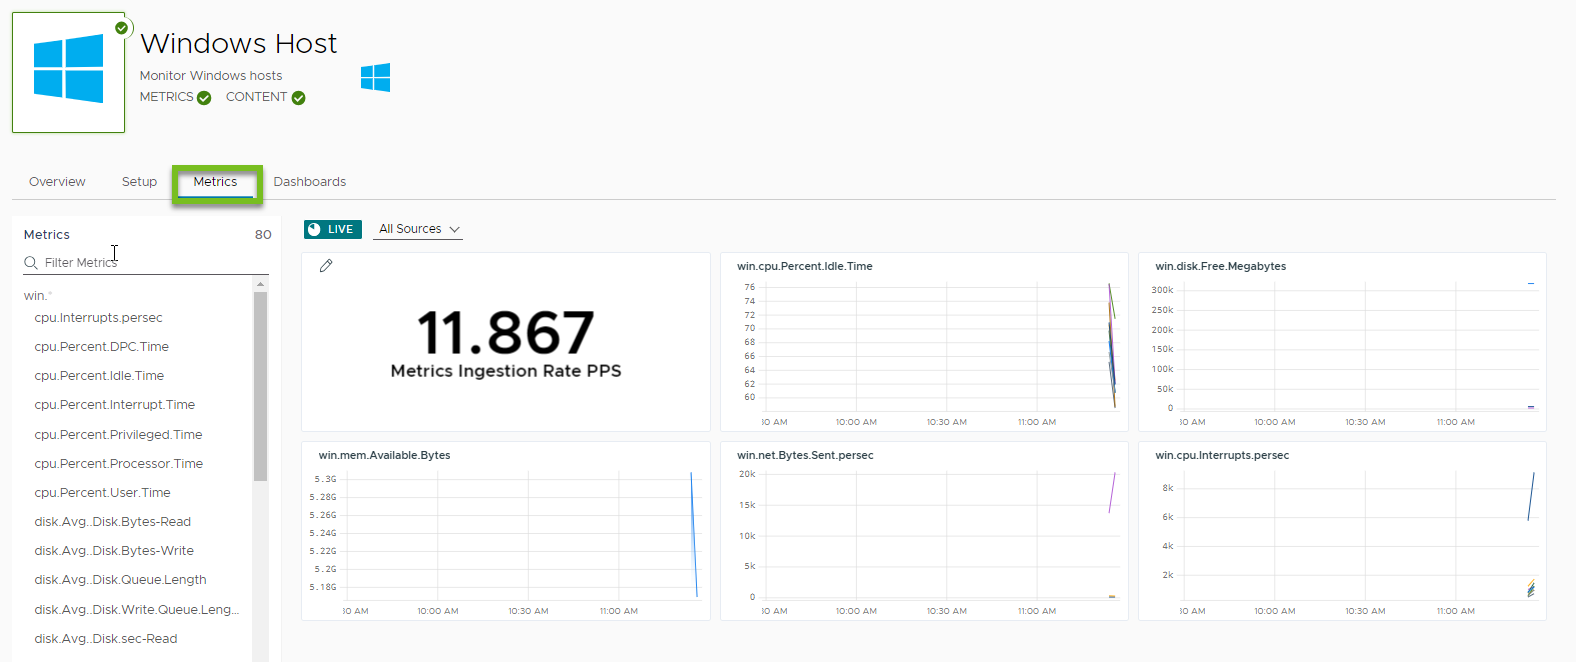 Windows Host
Monitor Windows hosts
METRICS CONTENT
Overview Setup Metrics Dashboards
Metrics 80
Filter Metrics
win.*
cpu.Interrupts.persec
cpu.Percent.DPC.Time
cpu.Percent.Idle.Time
cpu.Percent.Interrupt.Time
cpu.Percent.Privileged.Time
cpu.Percent.Processor.Time
cpu.Percent.User.Time
disk.Avg..Disk.Bytes-Read
disk.Avg..Disk.Bytes-Write
disk.Avg..Disk.Queue.Length
disk.Avg..Disk.Write.Queue.Leng...
disk.Avg..Disk.sec-Read
LIVE All Sources
11.867
Metrics Ingestion Rate PPS
win.cpu.Percent.Idle.Time
76
74
72
70
68
66
64
62
60
:30 AM 10:00 AM 10:30 AM 11:00 AM
win.disk.Free.Megabytes
300k
250k
200k
150k
100k
50k
0
:30 AM 10:00 AM 10:30 AM 11:00 AM
win.mem.Available.Bytes
5.3G
5.28G
5.26G
5.24G
5.22G
5.2G
5.18G
:30 AM 10:00 AM 10:30 AM 11:00 AM
win.net.Bytes.Sent.persec
20k
15k
10k
5k
0
:30 AM 10:00 AM 10:30 AM 11:00 AM
win.cpu.Interrupts.persec
8k
6k
4k
2k
:30 AM 10:00 AM 10:30 AM 11:00 AM